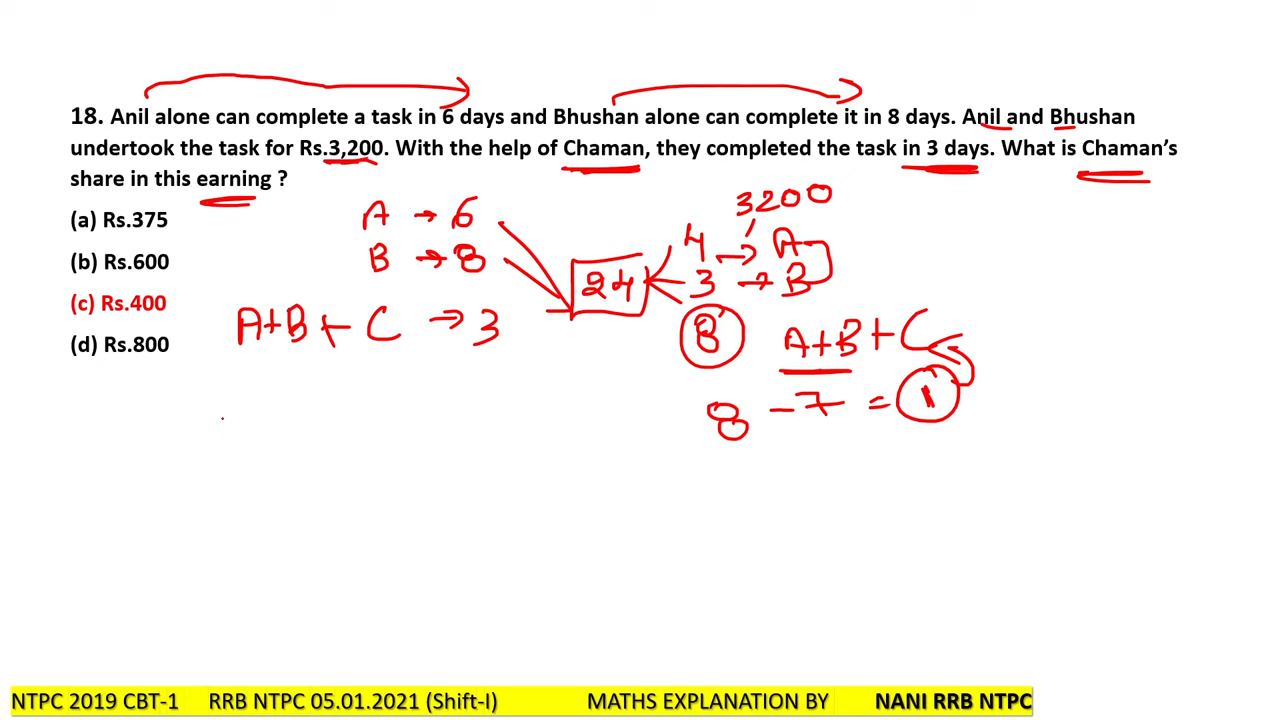 18. Anil alone can complete a task in 6 days and Bhushan alone can complete it in 8 days. Anil and Bhushan
undertook the task for Rs.3,200. With the help of Chaman, they completed the task in 3 days. What is Chaman's
share in this earning ?
(a) Rs.375
(b) Rs.600
(c) Rs.400
(d) Rs.800
A → 6
B → 8
A+B+ C → 3
24
3200
4 → A
3 → B
8
A+B+C
8 - 7 = 1
NTPC 2019 CBT-1 RRB NTPC 05.01.2021 (Shift-I) MATHS EXPLANATION BY NANI RRB NTPC